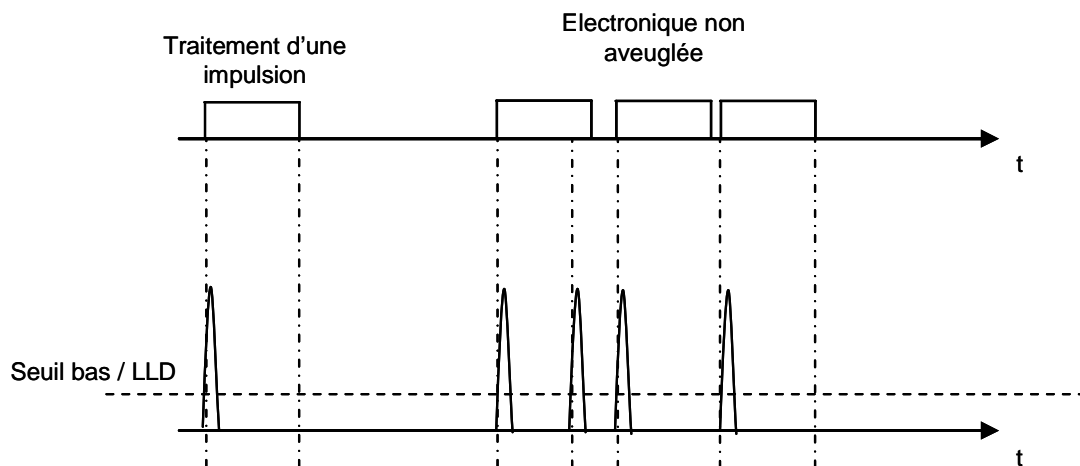 Traitement d'une
impulsion
Electronique non
aveuglée
t
Seuil bas / LLD
t